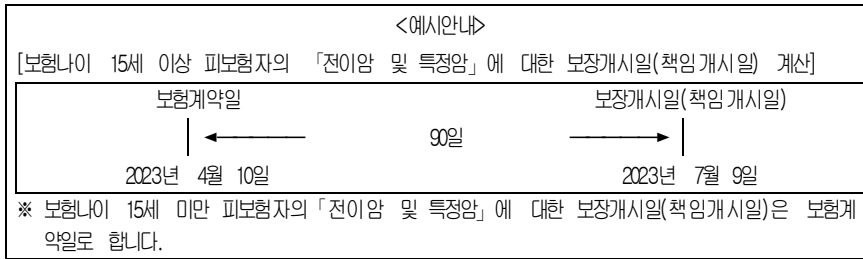 <예시안내>
[보험나이 15세 이상 피보험자의 「전이암 및 특정암」에 대한 보장개시일(책임개시일) 계산]
보험계약일 보장개시일(책임개시일)
90일
2023년 4월 10일 2023년 7월 9일
※ 보험나이 15세 미만 피보험자의「전이암 및 특정암」에 대한 보장개시일(책임개시일)은 보험계
약일로 합니다.